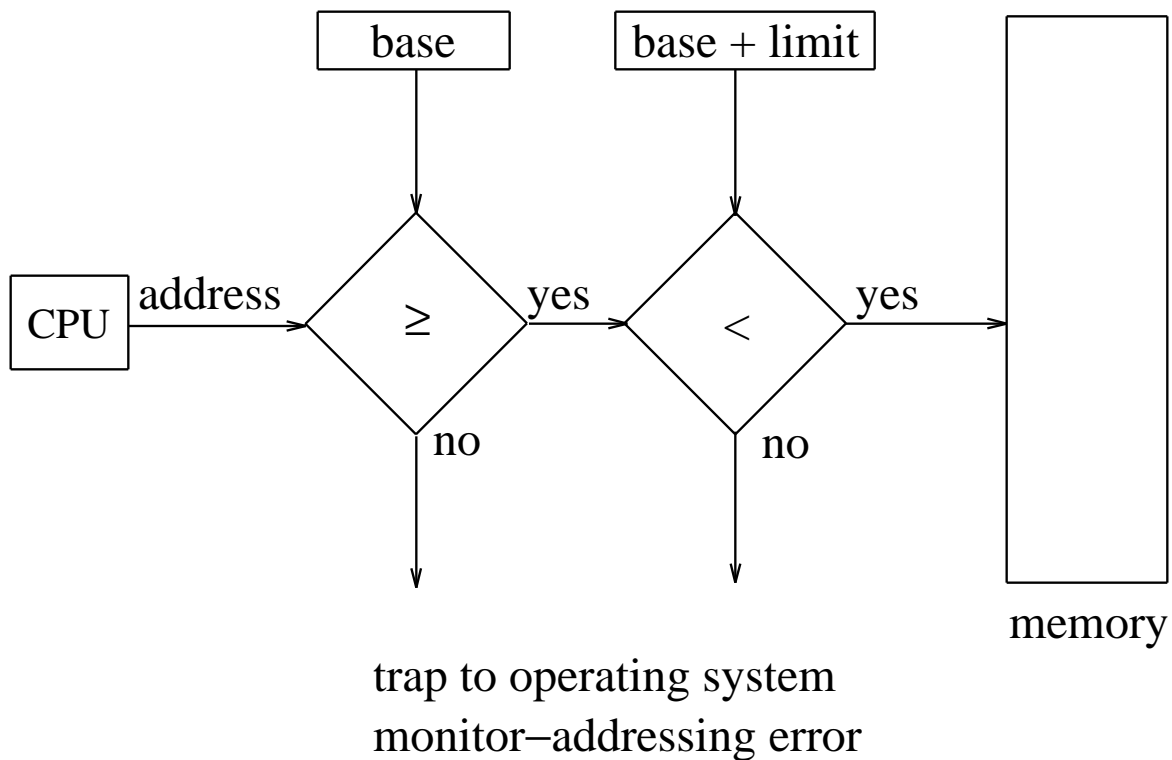 base
base + limit
CPU
address
≥
yes
<
yes
no
no
memory
trap to operating system
monitor−addressing error